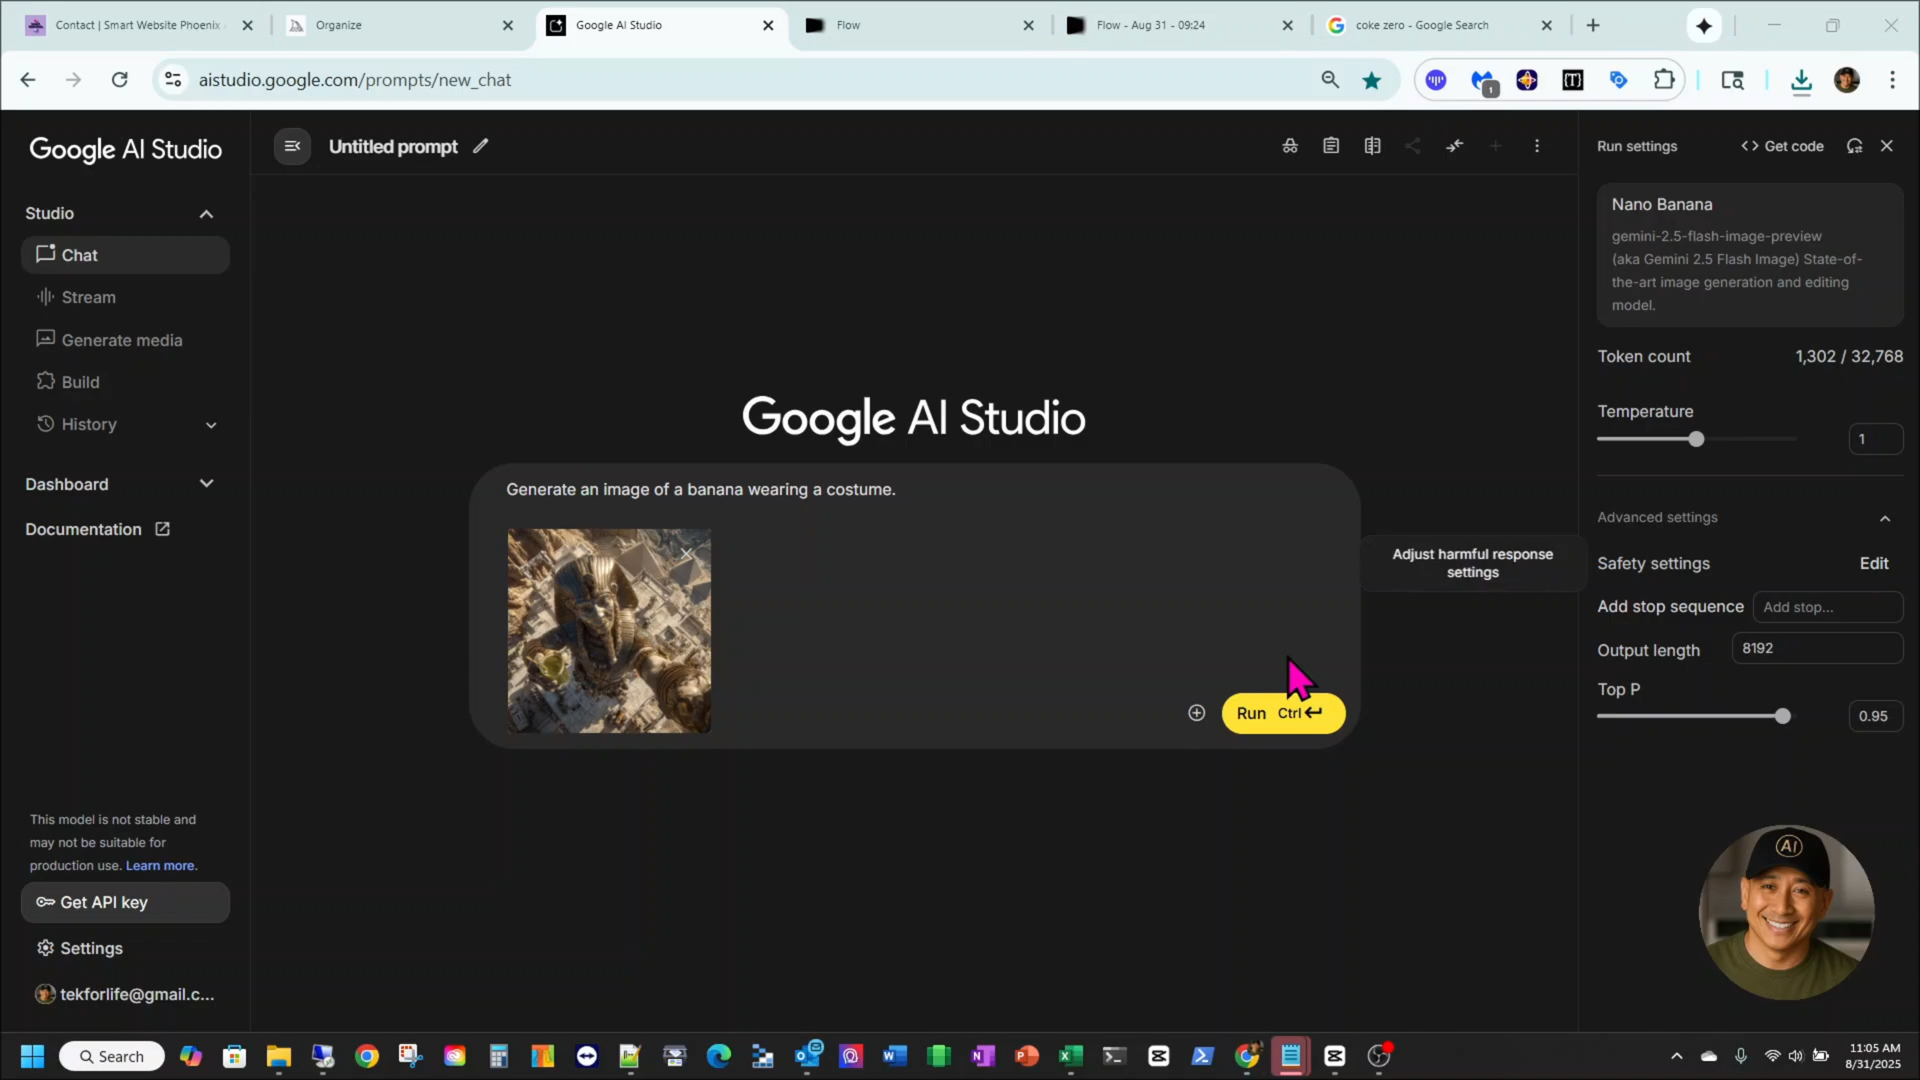 Contact | Smart Website Phoenix
Organize
Google AI Studio
Flow
Flow - Aug 31 - 09:24
coke zero - Google Search
aistudio.google.com/prompts/new_chat
1
Google AI Studio
Untitled prompt
Run settings
Get code
Studio
Chat
Stream
Generate media
Build
History
Dashboard
Documentation
Nano Banana
gemini-2.5-flash-image-preview
(aka Gemini 2.5 Flash Image) State-of-
the-art image generation and editing
model.
Token count
1,302 / 32,768
Temperature
1
Google AI Studio
Generate an image of a banana wearing a costume.
Run Ctrl
Adjust harmful response
settings
Advanced settings
Safety settings
Edit
Add stop sequence
Add stop...
Output length
8192
Top P
0.95
This model is not stable and
may not be suitable for
production use. Learn more.
Get API key
Settings
tekforlife@gmail.c...
AI
Search
11:05 AM
8/31/2025